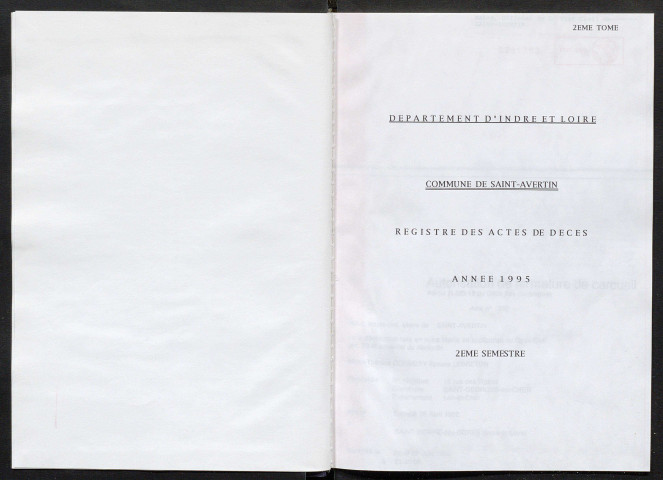 2EME TOME
DEPARTEMENT D'INDRE ET LOIRE
COMMUNE DE SAINT-AVERTIN
REGISTRE DES ACTES DE DECES
ANNEE 1995
2EME SEMESTRE